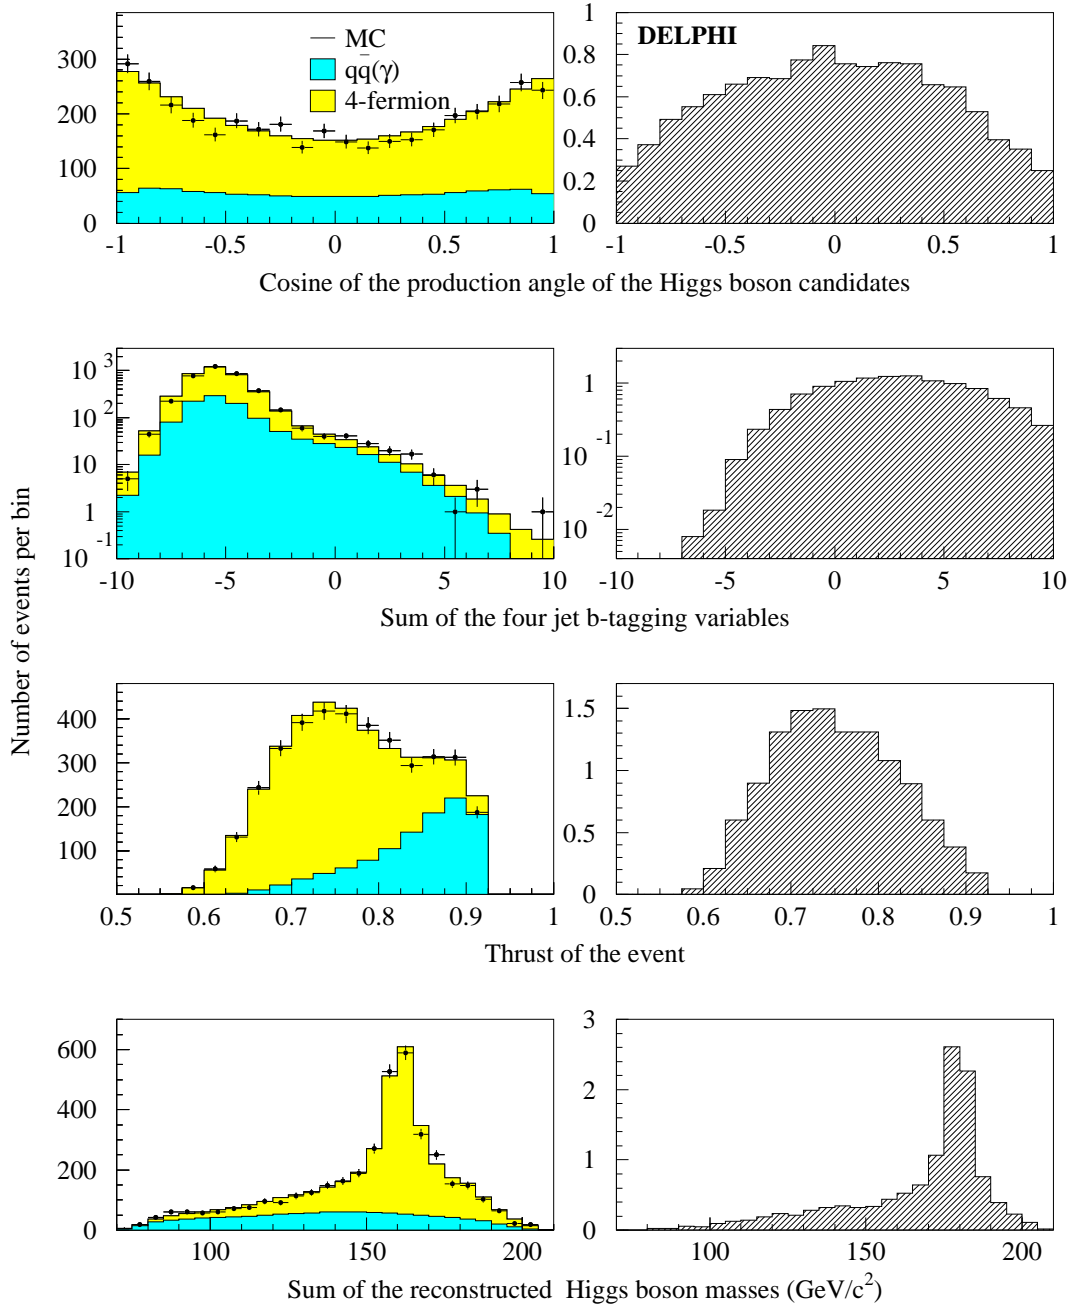 MC
qq̄(γ)
4-fermion
DELPHI
300
200
100
0
-1 -0.5 0 0.5 1
1
0.8
0.6
0.4
0.2
0
-1 -0.5 0 0.5 1
Cosine of the production angle of the Higgs boson candidates
Number of events per bin
10³
10²
10
1
10⁻¹
-10 -5 0 5 10
1
10⁻¹
10⁻²
-10 -5 0 5 10
Sum of the four jet b-tagging variables
400
300
200
100
0.5 0.6 0.7 0.8 0.9 1
1.5
1
0.5
0
0.5 0.6 0.7 0.8 0.9 1
Thrust of the event
600
400
200
0
100 150 200
3
2
1
0
100 150 200
Sum of the reconstructed Higgs boson masses (GeV/c²)